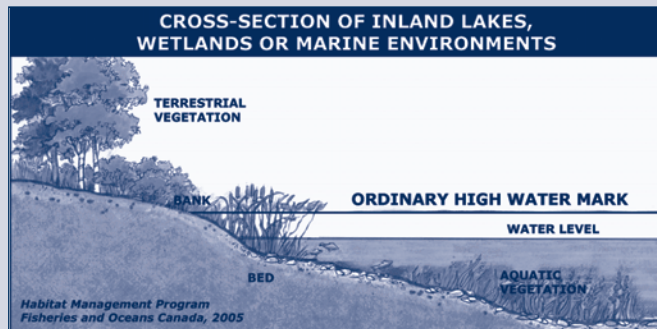 CROSS-SECTION OF INLAND LAKES,
WETLANDS OR MARINE ENVIRONMENTS
TERRESTRIAL
VEGETATION
BANK
ORDINARY HIGH WATER MARK
WATER LEVEL
BED
AQUATIC
VEGETATION
Habitat Management Program
Fisheries and Oceans Canada, 2005